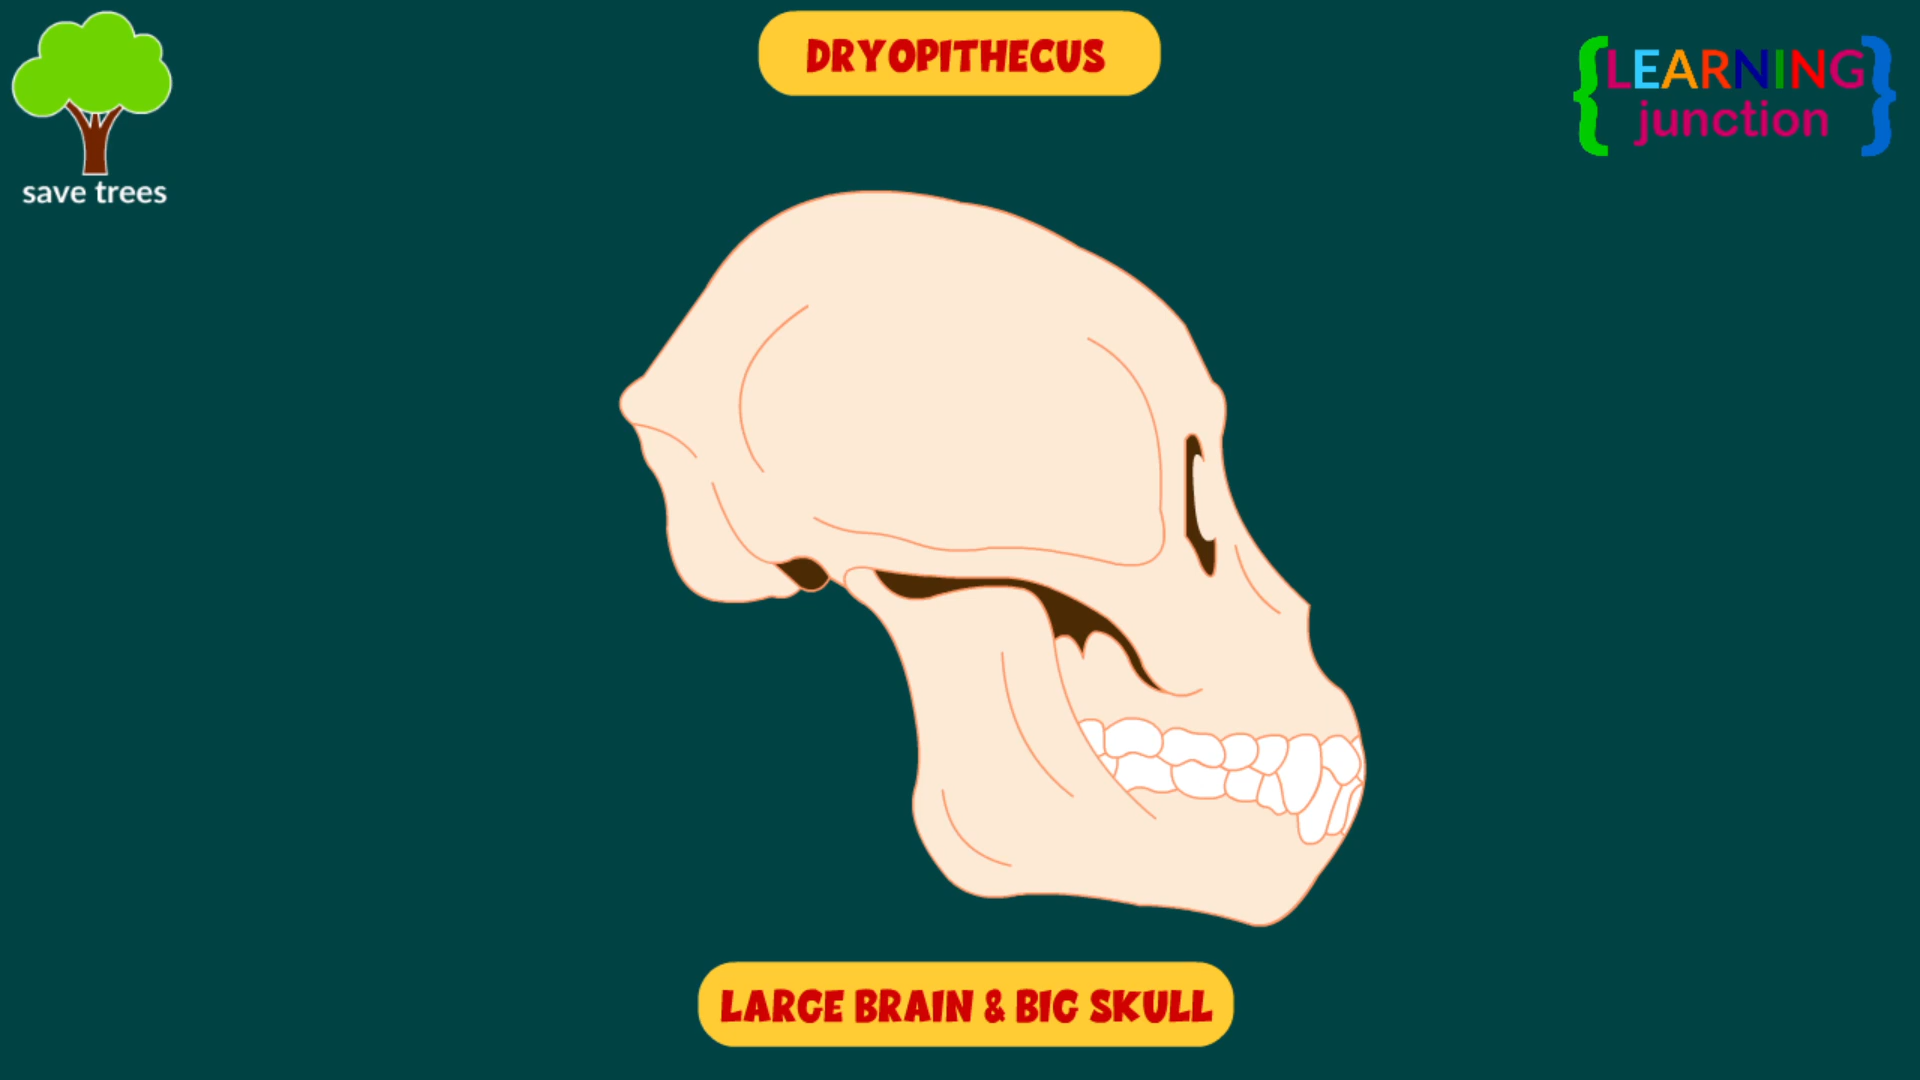 DRYOPITHECUS
{LEARNING}
junction
save trees
LARGE BRAIN & BIG SKULL